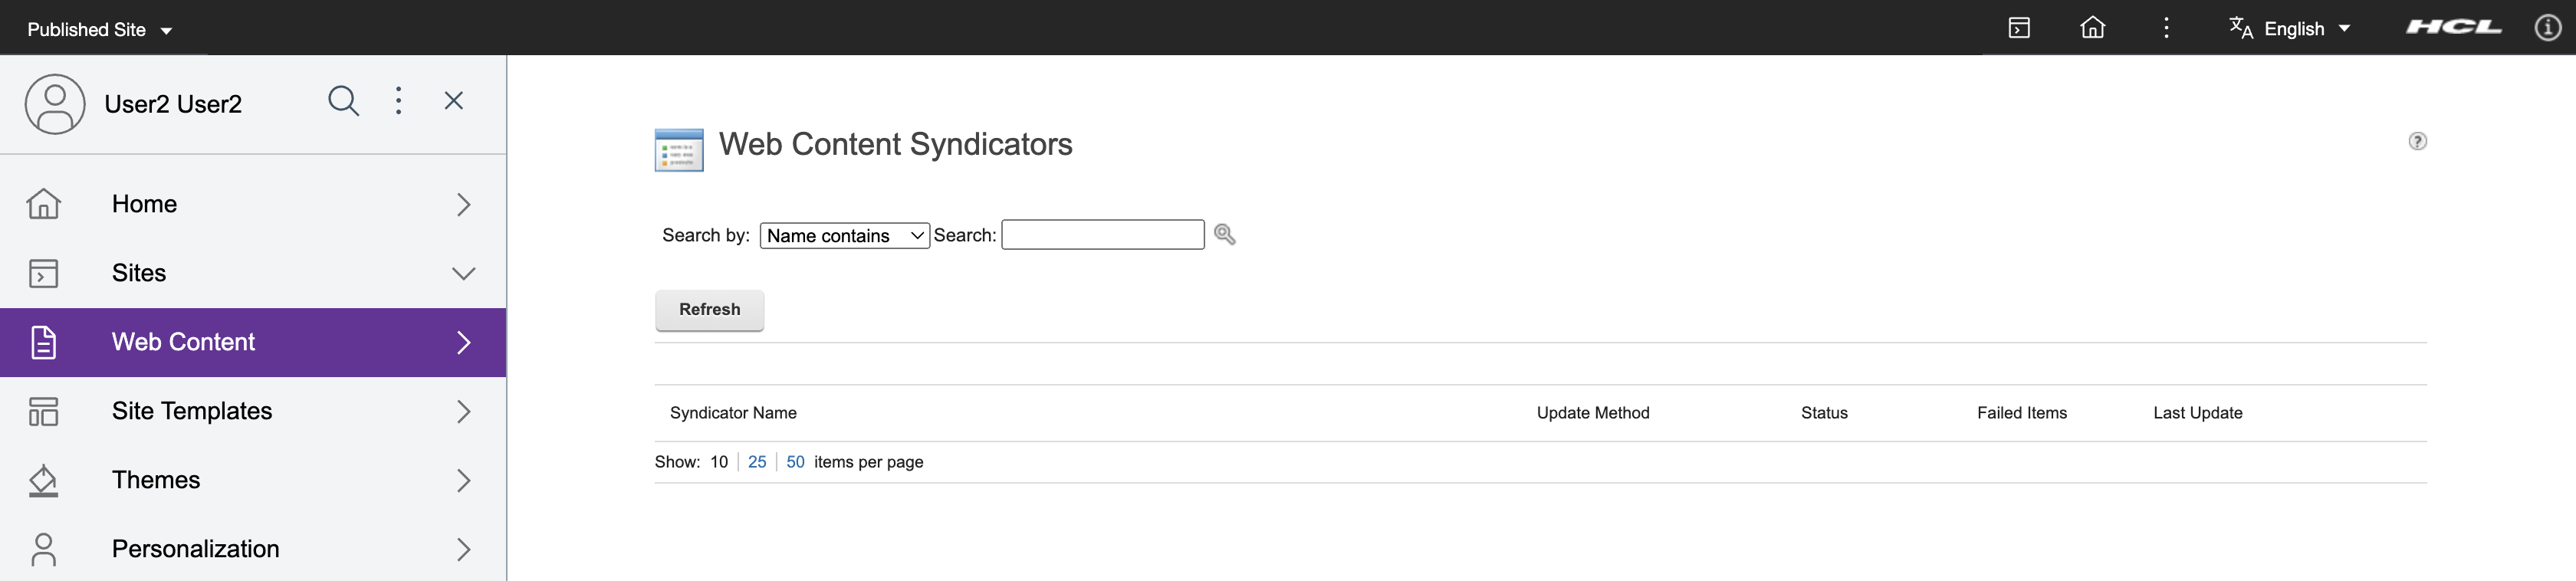 Published Site
English
HCL
User2 User2
Home
Sites
Web Content
Site Templates
Themes
Personalization
Web Content Syndicators
Search by: Name contains Search:
Refresh
Syndicator Name Update Method Status Failed Items Last Update
Show: 10 25 50 items per page